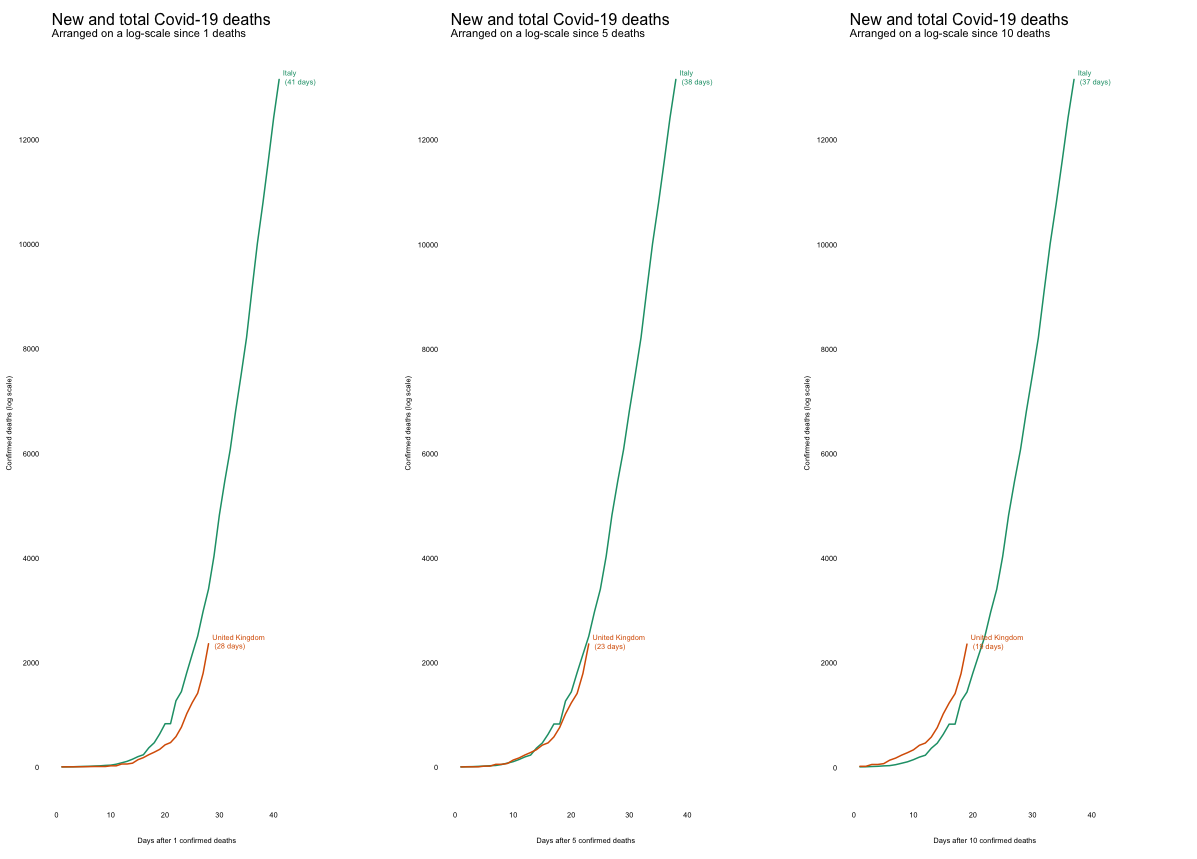 New and total Covid-19 deaths
Arranged on a log-scale since 1 deaths
Italy
(41 days)
12000
10000
8000
6000
4000
2000
0
Confirmed deaths (log scale)
United Kingdom
(28 days)
0 10 20 30 40
Days after 1 confirmed deaths
New and total Covid-19 deaths
Arranged on a log-scale since 5 deaths
Italy
(38 days)
12000
10000
8000
6000
4000
2000
0
Confirmed deaths (log scale)
United Kingdom
(23 days)
0 10 20 30 40
Days after 5 confirmed deaths
New and total Covid-19 deaths
Arranged on a log-scale since 10 deaths
Italy
(37 days)
12000
10000
8000
6000
4000
2000
0
Confirmed deaths (log scale)
United Kingdom
(19 days)
0 10 20 30 40
Days after 10 confirmed deaths